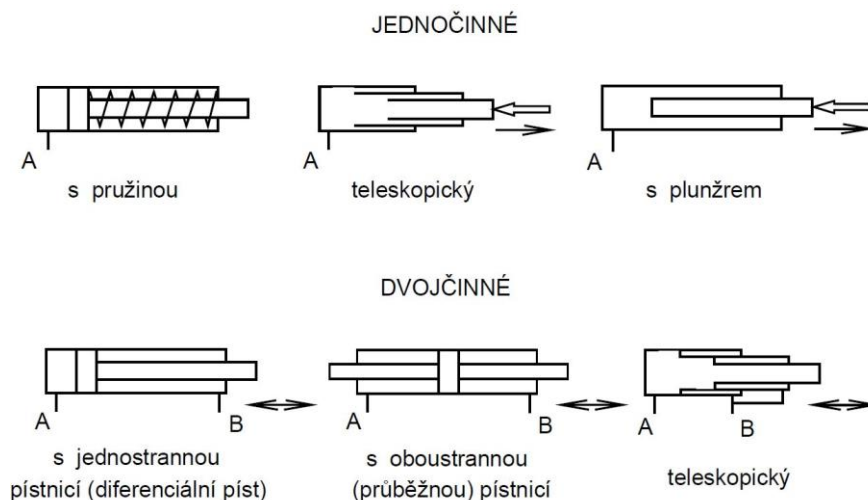 JEDNOČINNÉ
A
s pružinou
A
teleskopický
A
s plunžrem
DVOJČINNÉ
A B
s jednostrannou
pístnicí (diferenciální píst)
A B
s oboustrannou
(průběžnou) pístnicí
A B
teleskopický